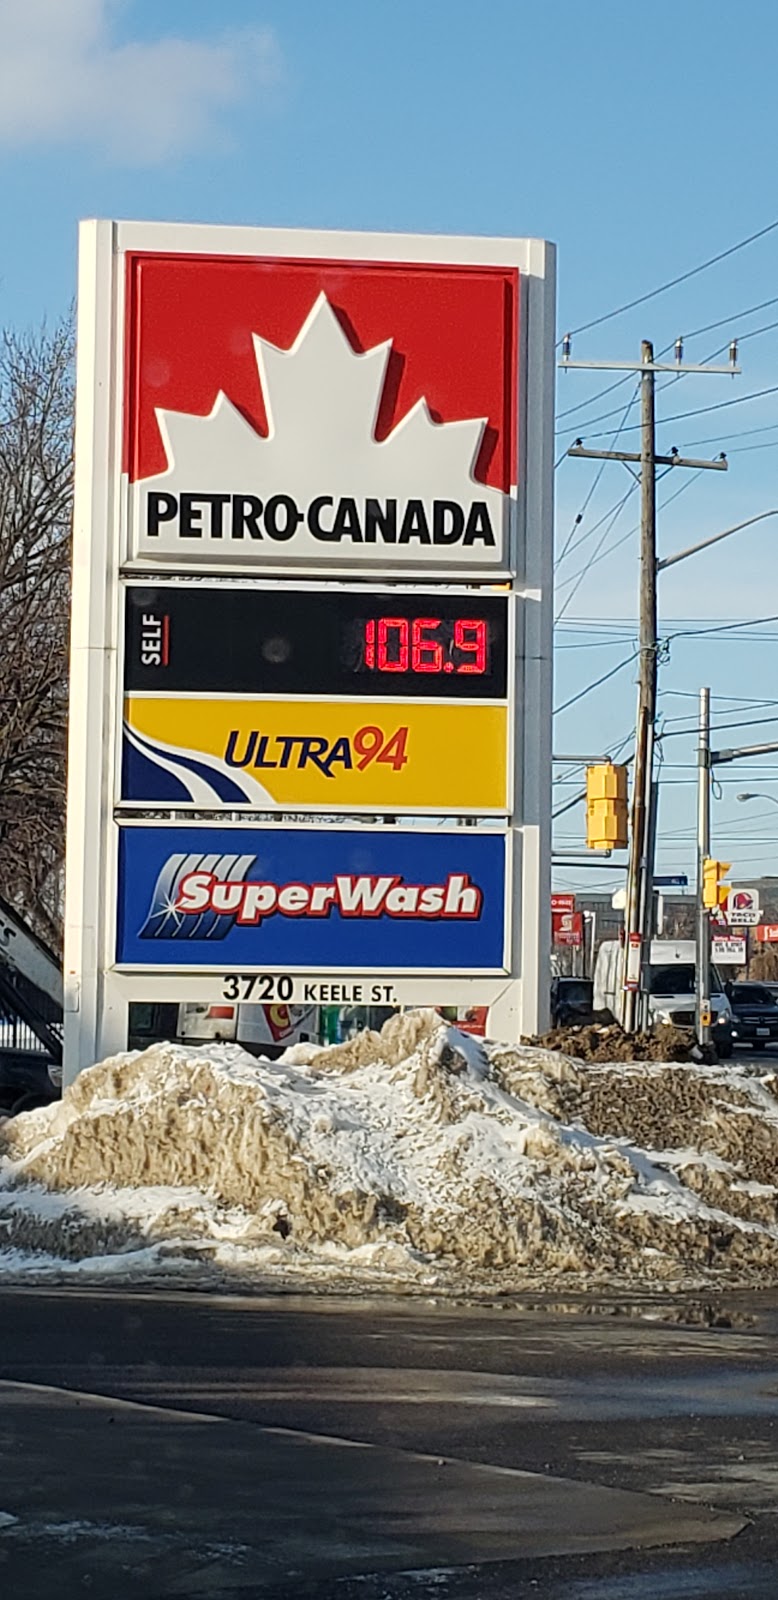 PETRO-CANADA
SELF
106.9
ULTRA94
SuperWash
3720 KEELE ST.
TACO
BELL